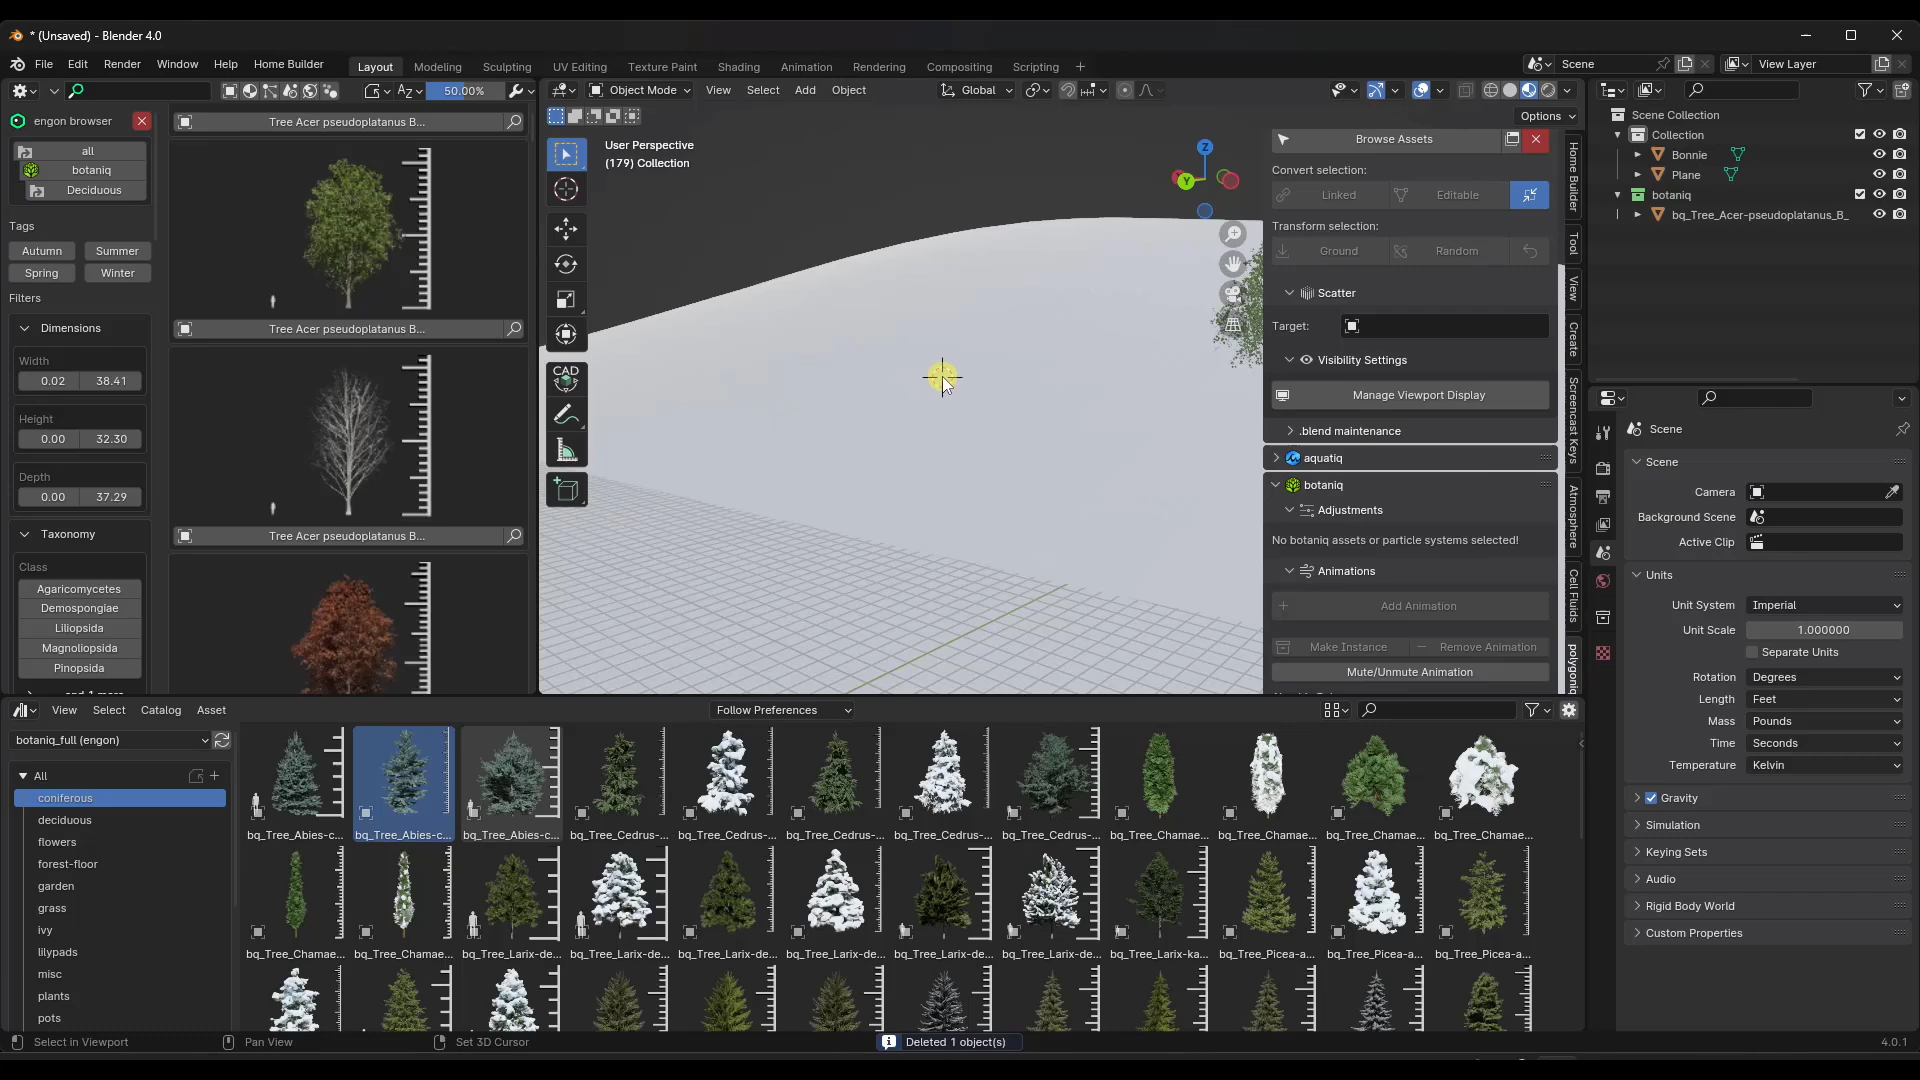 * (Unsaved) - Blender 4.0
File Edit Render Window Help Home Builder
Layout Modeling Sculpting UV Editing Texture Paint Shading Animation Rendering Compositing Scripting +
Scene
View Layer
50.00%
Object Mode View Select Add Object
Global
Options
engon browser
all
botaniq
Deciduous
Tags
Autumn Summer
Spring Winter
Filters
Dimensions
Width
0.02 38.41
Height
0.00 32.30
Depth
0.00 37.29
Taxonomy
Class
Agaricomycetes
Demospongiae
Liliopsida
Magnoliopsida
Pinopsida
Tree Acer pseudoplatanus B...
Tree Acer pseudoplatanus B...
Tree Acer pseudoplatanus B...
User Perspective
(179) Collection
CAD
Z
Y
Browse Assets
Convert selection:
Linked Editable
Transform selection:
Ground Random
Scatter
Target:
Visibility Settings
Manage Viewport Display
.blend maintenance
aquatiq
botaniq
Adjustments
No botaniq assets or particle systems selected!
Animations
Add Animation
Make Instance Remove Animation
Mute/Unmute Animation
Home Builder
Tool
View
Create
Screencast Keys
Atmosphere
Cell Fluids
polygoniq
Scene Collection
Collection
Bonnie
Plane
botaniq
bq_Tree_Acer-pseudoplatanus_B_
Scene
Scene
Camera
Background Scene
Active Clip
Units
Unit System Imperial
Unit Scale 1.000000
Separate Units
Rotation Degrees
Length Feet
Mass Pounds
Time Seconds
Temperature Kelvin
Gravity
Simulation
Keying Sets
Audio
Rigid Body World
Custom Properties
View Select Catalog Asset
Follow Preferences
botaniq_full (engon)
All
coniferous
deciduous
flowers
forest-floor
garden
grass
ivy
lilypads
misc
plants
pots
bq_Tree_Abies-c... bq_Tree_Abies-c... bq_Tree_Abies-c... bq_Tree_Cedrus-... bq_Tree_Cedrus-... bq_Tree_Cedrus-... bq_Tree_Cedrus-... bq_Tree_Cedrus-... bq_Tree_Chamae... bq_Tree_Chamae... bq_Tree_Chamae... bq_Tree_Chamae...
bq_Tree_Chamae... bq_Tree_Chamae... bq_Tree_Larix-de... bq_Tree_Larix-de... bq_Tree_Larix-de... bq_Tree_Larix-de... bq_Tree_Larix-de... bq_Tree_Larix-de... bq_Tree_Larix-ka... bq_Tree_Picea-a... bq_Tree_Picea-a... bq_Tree_Picea-a...
Select in Viewport
Pan View
Set 3D Cursor
Deleted 1 object(s)
4.0.1